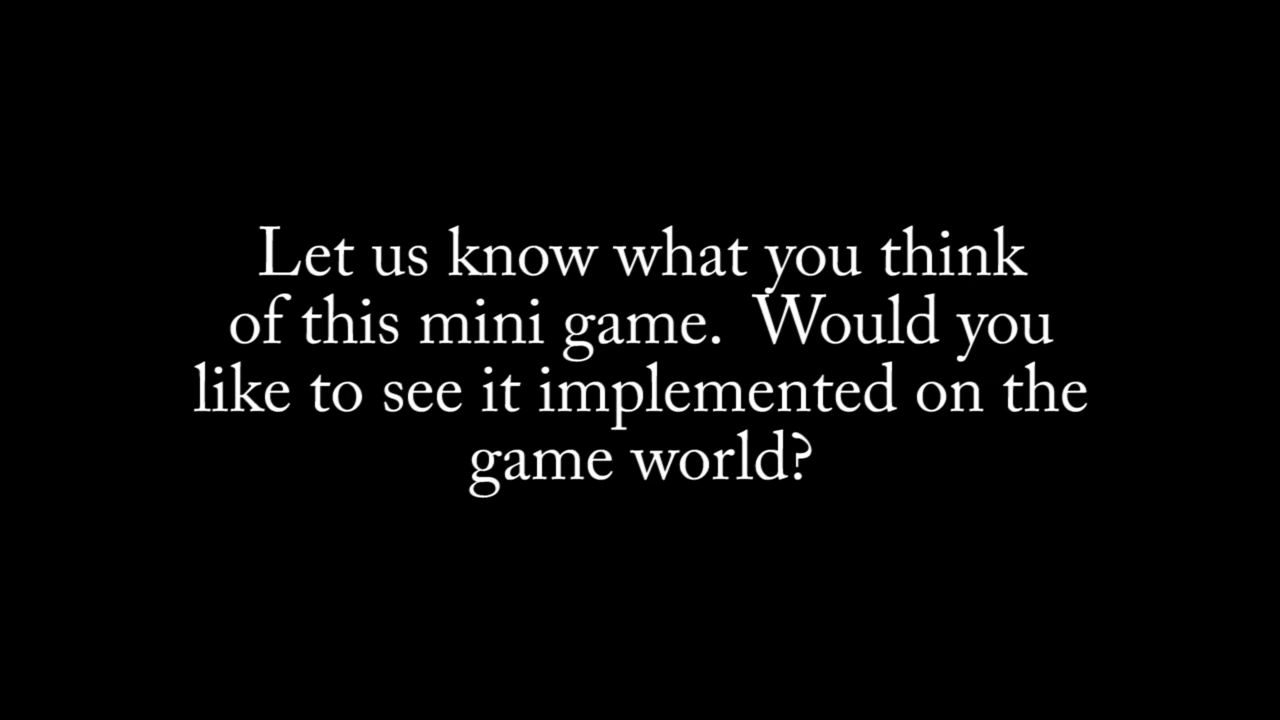 Let us know what you think
of this mini game.  Would you
like to see it implemented on the
game world?